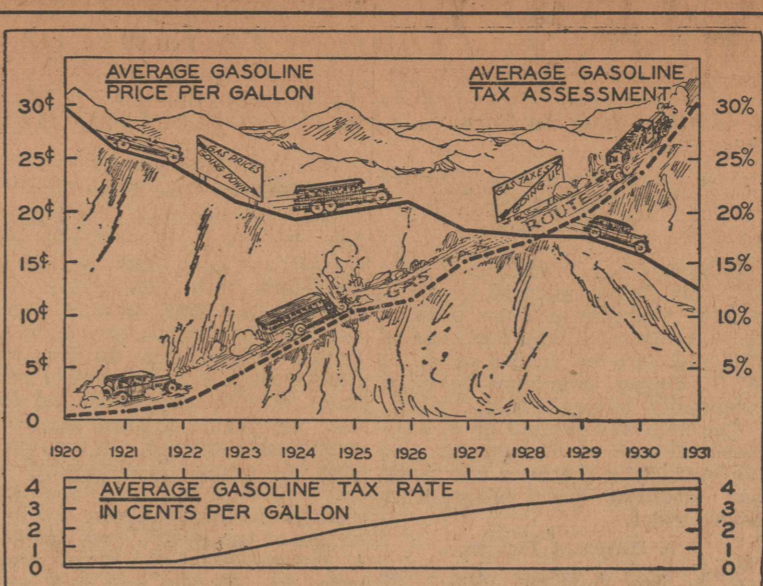 AVERAGE GASOLINE
PRICE PER GALLON
AVERAGE GASOLINE
TAX ASSESSMENT
30¢
25¢
20¢
15¢
10¢
5¢
0
30%
25%
20%
15%
10%
5%
GAS PRICES
GOING DOWN
GAS TAXES
GOING UP
GAS TAX ROUTE
1920 1921 1922 1923 1924 1925 1926 1927 1928 1929 1930 1931
AVERAGE GASOLINE TAX RATE
IN CENTS PER GALLON
4
3
2
1
0
4
3
2
1
0